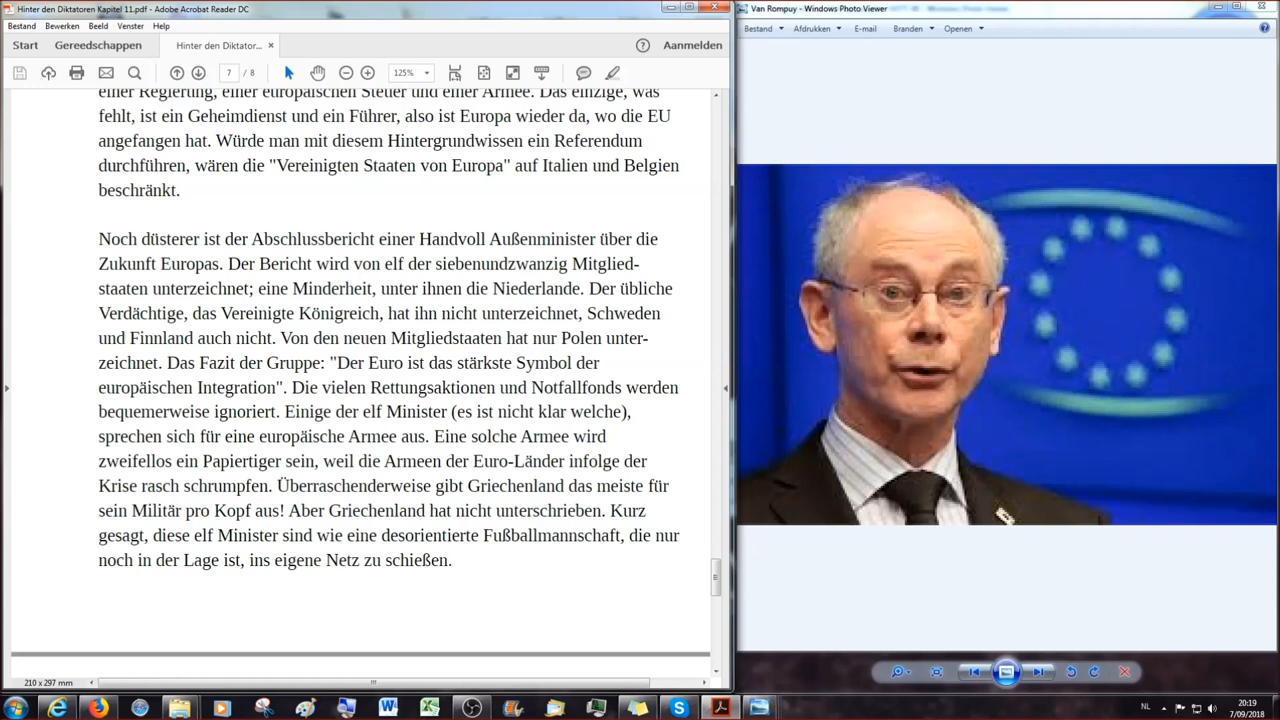 Hinter den Diktatoren Kapitel 11.pdf - Adobe Acrobat Reader DC
Bestand Bewerken Beeld Venster Help
Start Gereedschappen Hinter den Diktator... × Aanmelden
7 / 8 125%
einer Regierung, einer europäischen Steuer und einer Armee. Das einzige, was
fehlt, ist ein Geheimdienst und ein Führer, also ist Europa wieder da, wo die EU
angefangen hat. Würde man mit diesem Hintergrundwissen ein Referendum
durchführen, wären die "Vereinigten Staaten von Europa" auf Italien und Belgien
beschränkt.
Noch düsterer ist der Abschlussbericht einer Handvoll Außenminister über die
Zukunft Europas. Der Bericht wird von elf der siebenundzwanzig Mitglied-
staaten unterzeichnet; eine Minderheit, unter ihnen die Niederlande. Der übliche
Verdächtige, das Vereinigte Königreich, hat ihn nicht unterzeichnet, Schweden
und Finnland auch nicht. Von den neuen Mitgliedstaaten hat nur Polen unter-
zeichnet. Das Fazit der Gruppe: "Der Euro ist das stärkste Symbol der
europäischen Integration". Die vielen Rettungsaktionen und Notfallfonds werden
bequemerweise ignoriert. Einige der elf Minister (es ist nicht klar welche),
sprechen sich für eine europäische Armee aus. Eine solche Armee wird
zweifellos ein Papiertiger sein, weil die Armeen der Euro-Länder infolge der
Krise rasch schrumpfen. Überraschenderweise gibt Griechenland das meiste für
sein Militär pro Kopf aus! Aber Griechenland hat nicht unterschrieben. Kurz
gesagt, diese elf Minister sind wie eine desorientierte Fußballmannschaft, die nur
noch in der Lage ist, ins eigene Netz zu schießen.
210 x 297 mm
Van Rompuy - Windows Photo Viewer
Bestand Afdrukken E-mail Branden Openen
NL
20:19
7/09/2018